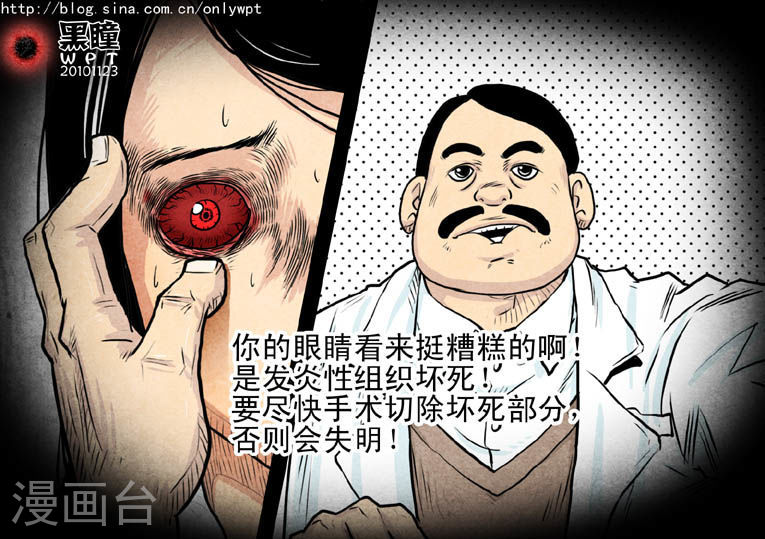 http://blog.sina.com.cn/onlywpt
黑瞳
WPT
20101123
你的眼睛看来挺糟糕的啊!
是发炎性组织坏死!
要尽快手术切除坏死部分,
否则会失明!
漫画台